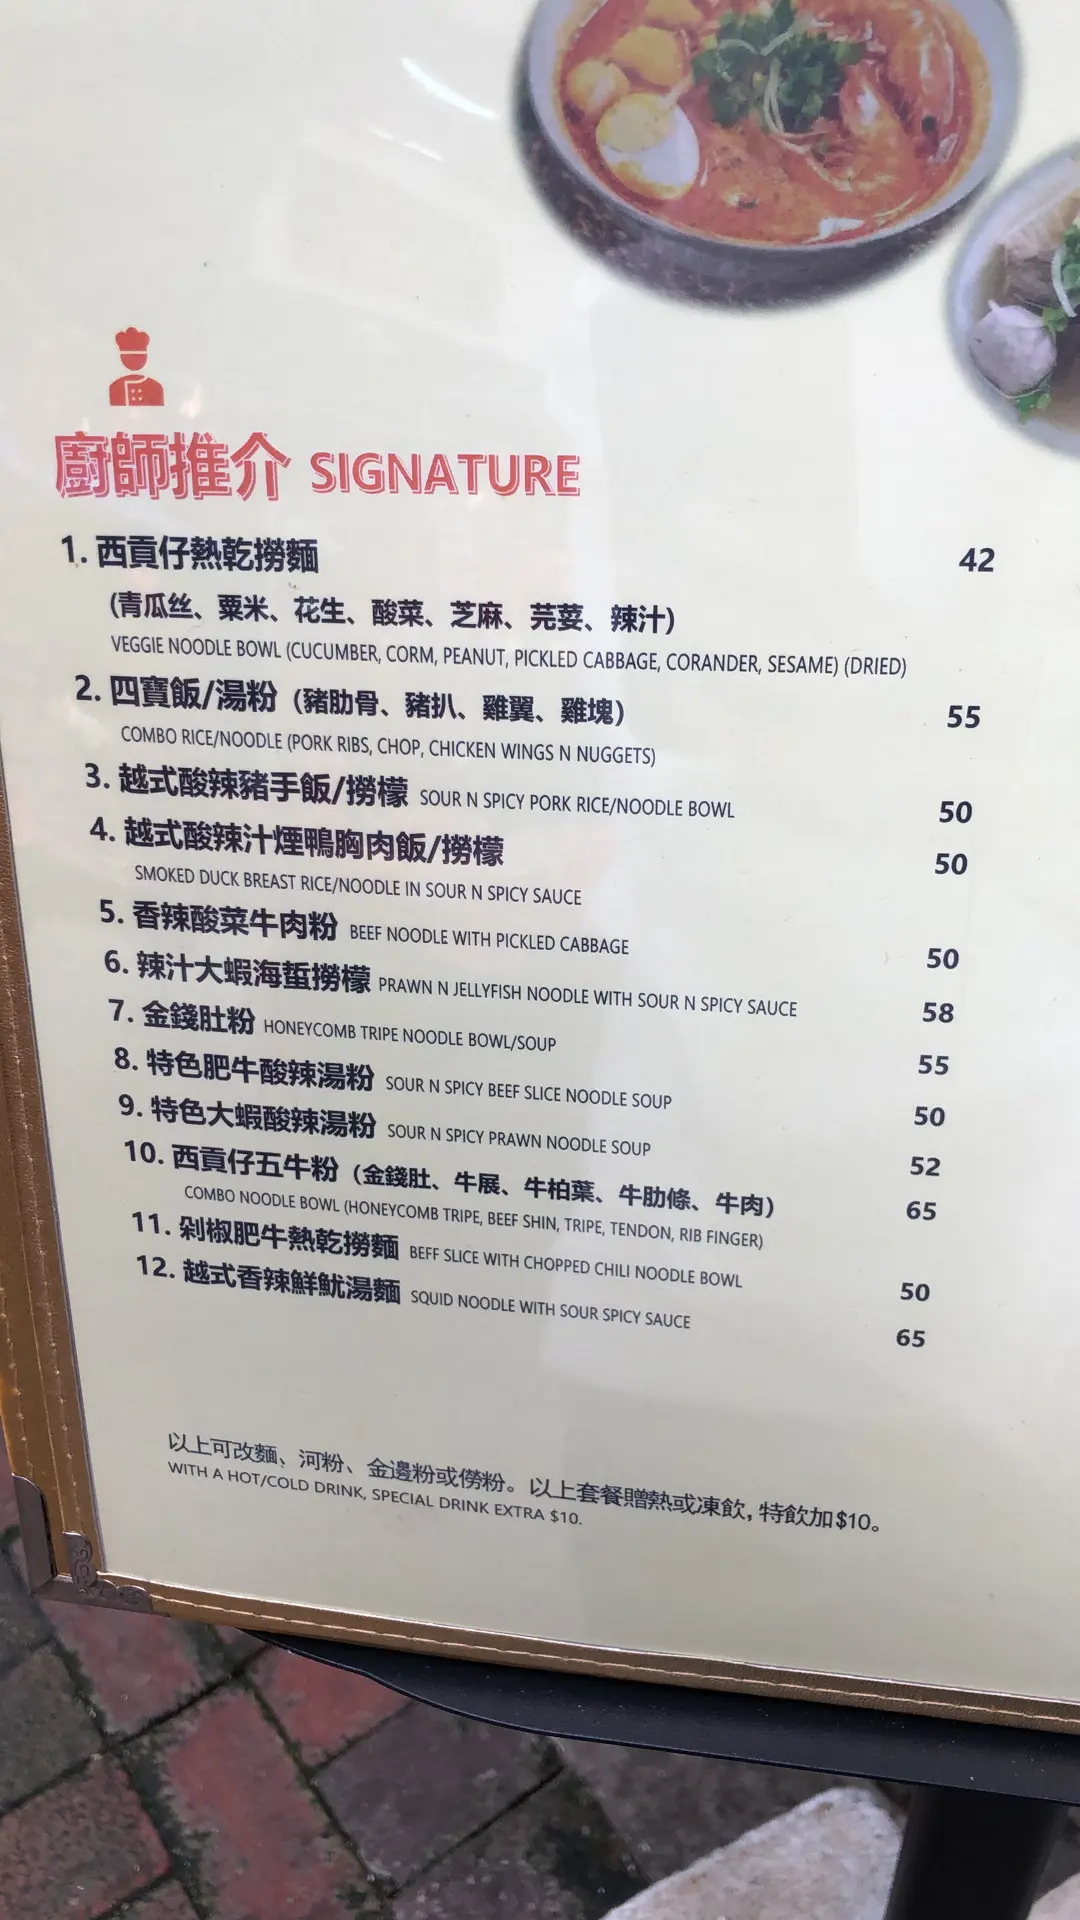 廚師推介 SIGNATURE
1. 西貢仔熱乾撈麵 42
(青瓜丝、粟米、花生、酸菜、芝麻、芫荽、辣汁)
VEGGIE NOODLE BOWL (CUCUMBER, CORM, PEANUT, PICKLED CABBAGE, CORANDER, SESAME) (DRIED)
2. 四寶飯/湯粉 (豬肋骨、豬扒、雞翼、雞塊) 55
COMBO RICE/NOODLE (PORK RIBS, CHOP, CHICKEN WINGS N NUGGETS)
3. 越式酸辣豬手飯/撈檬 SOUR N SPICY PORK RICE/NOODLE BOWL 50
4. 越式酸辣汁煙鴨胸肉飯/撈檬 50
SMOKED DUCK BREAST RICE/NOODLE IN SOUR N SPICY SAUCE
5. 香辣酸菜牛肉粉 BEEF NOODLE WITH PICKLED CABBAGE 50
6. 辣汁大蝦海蜇撈檬 PRAWN N JELLYFISH NOODLE WITH SOUR N SPICY SAUCE 58
7. 金錢肚粉 HONEYCOMB TRIPE NOODLE BOWL/SOUP 55
8. 特色肥牛酸辣湯粉 SOUR N SPICY BEEF SLICE NOODLE SOUP 50
9. 特色大蝦酸辣湯粉 SOUR N SPICY PRAWN NOODLE SOUP 52
10. 西貢仔五牛粉 (金錢肚、牛展、牛柏葉、牛肋條、牛肉) 65
COMBO NOODLE BOWL (HONEYCOMB TRIPE, BEEF SHIN, TRIPE, TENDON, RIB FINGER)
11. 剁椒肥牛熱乾撈麵 BEFF SLICE WITH CHOPPED CHILI NOODLE BOWL 50
12. 越式香辣鮮魷湯麵 SQUID NOODLE WITH SOUR SPICY SAUCE 65
以上可改麵、河粉、金邊粉或僗粉。以上套餐贈熱或凍飲, 特飲加$10。
WITH A HOT/COLD DRINK, SPECIAL DRINK EXTRA $10.